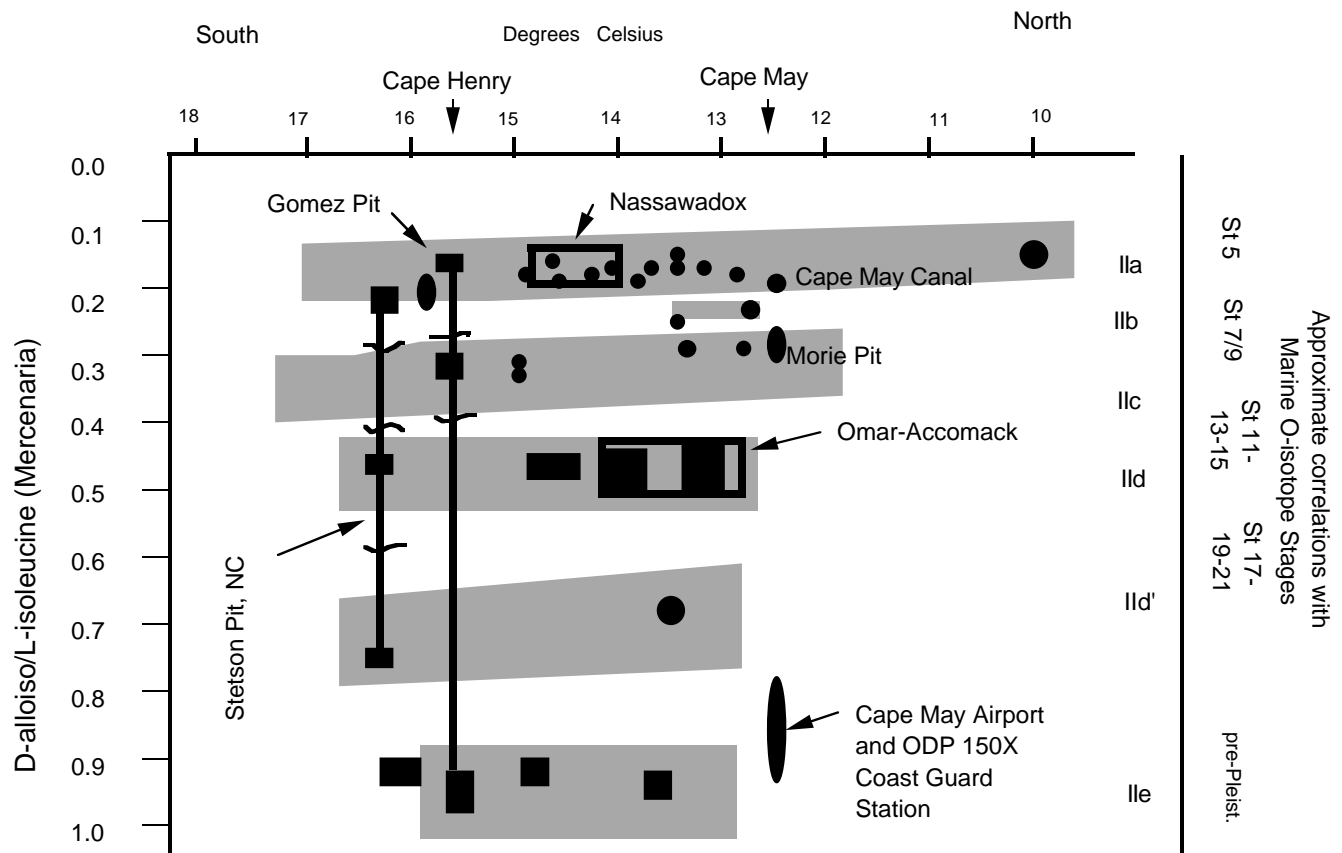 South
Degrees Celsius
North
Cape Henry
Cape May
18 17 16 15 14 13 12 11 10
0.0
0.1
0.2
0.3
0.4
0.5
0.6
0.7
0.8
0.9
1.0
D-alloiso/L-isoleucine (Mercenaria)
Gomez Pit
Nassawadox
Cape May Canal
Morie Pit
Omar-Accomack
Stetson Pit, NC
Cape May Airport
and ODP 150X
Coast Guard
Station
IIa
IIb
IIc
IId
IId'
IIe
St 5
St 7/9
St 11-
13-15
St 17-
19-21
pre-Pleist.
Approximate correlations with
Marine O-isotope Stages